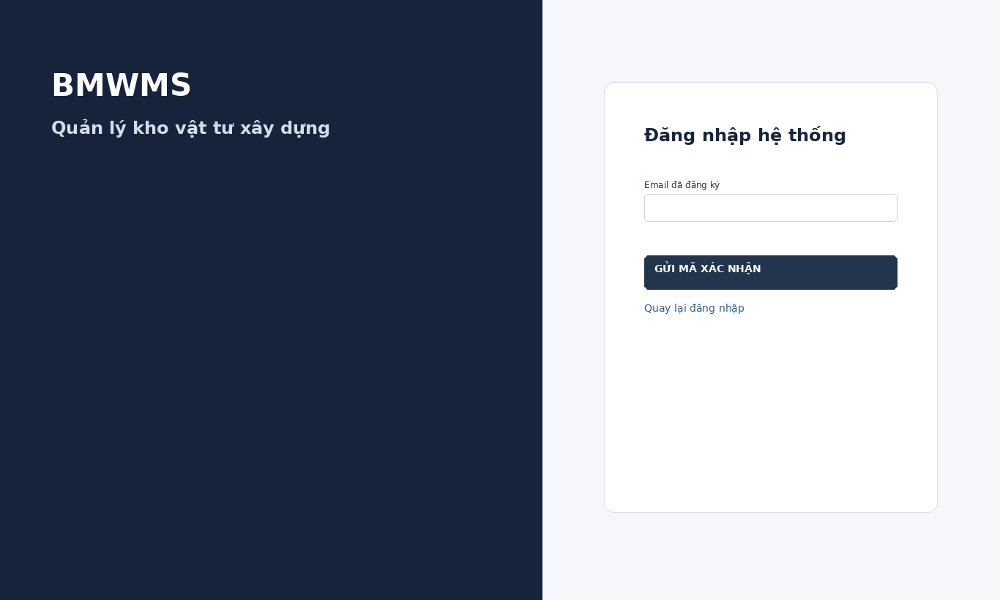 BMWMS
Quản lý kho vật tư xây dựng
Đăng nhập hệ thống
Email đã đăng ký
GỬI MÃ XÁC NHẬN
Quay lại đăng nhập